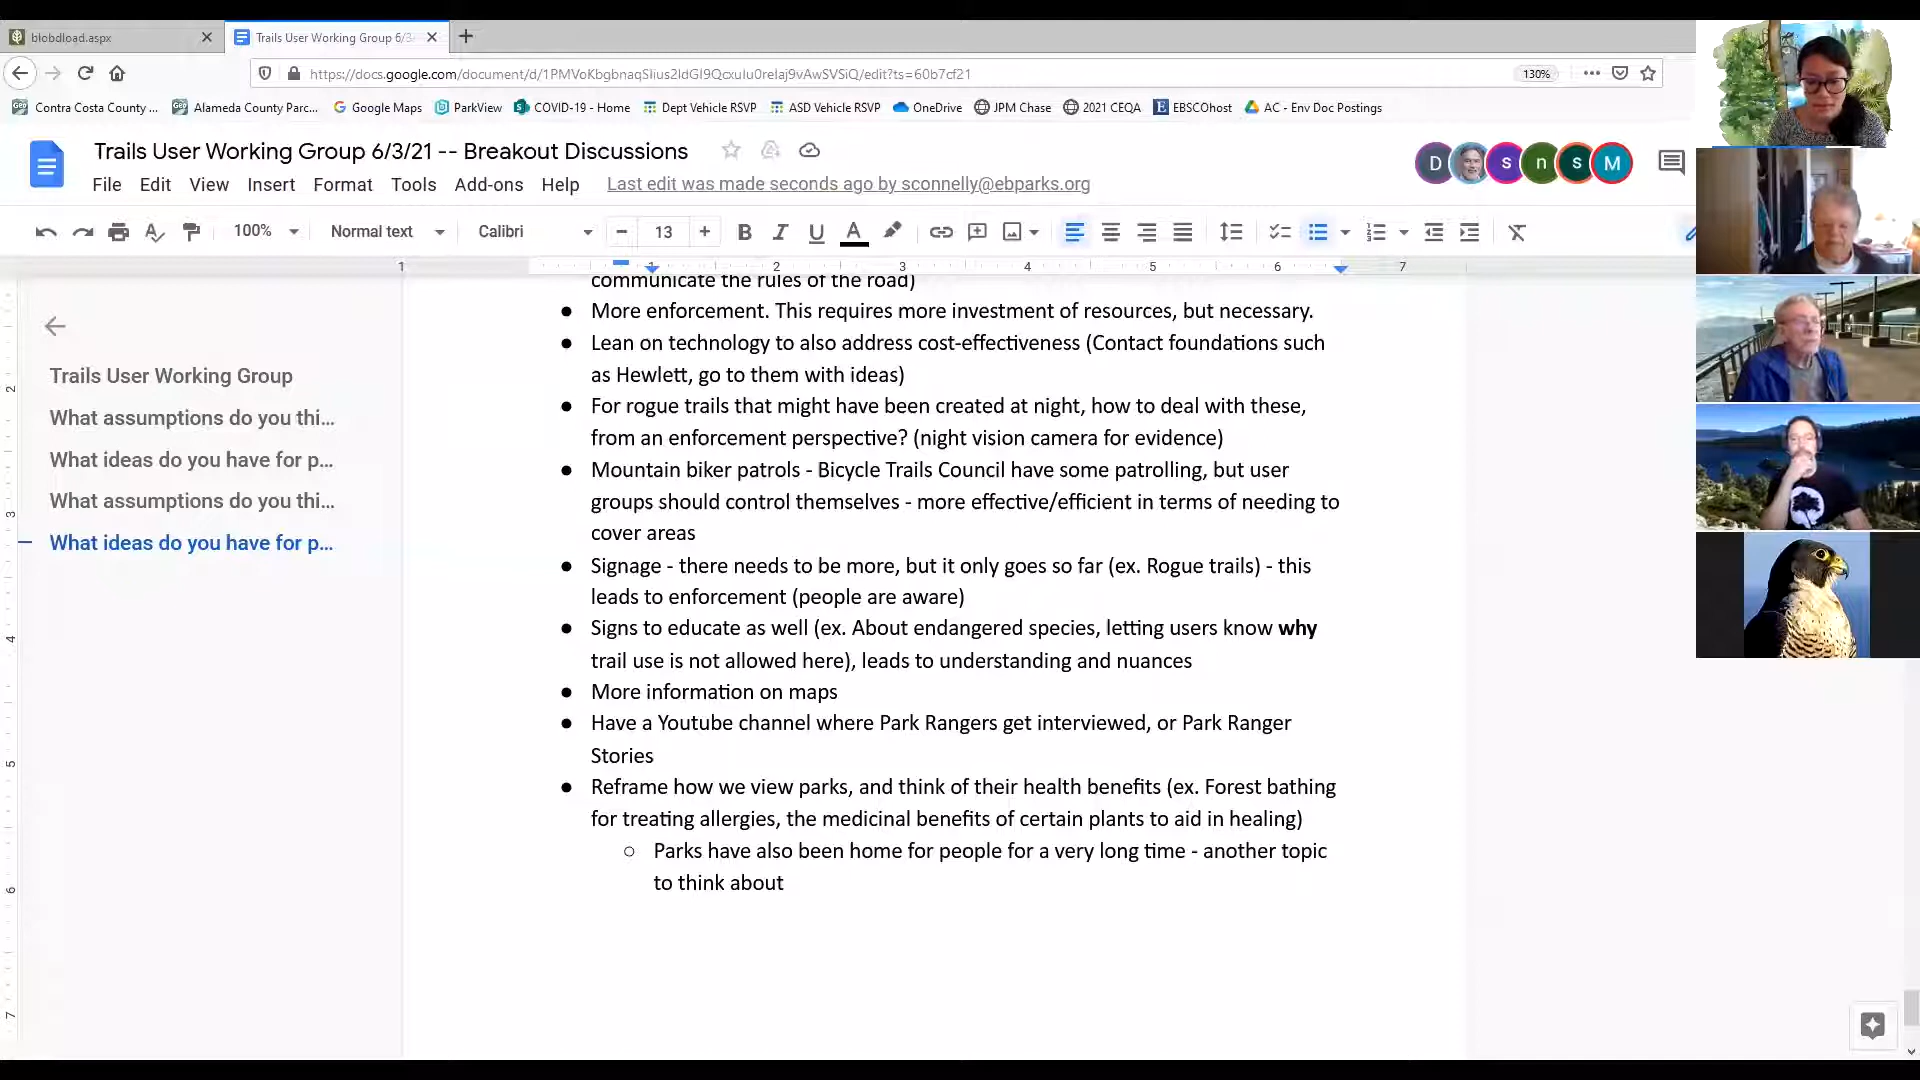 blobdload.aspx
Trails User Working Group 6/3/
https://docs.google.com/document/d/1PMVoKbgbnaqSIius2IdGI9QcxuIu0reIaj9vAwSVSiQ/edit?ts=60b7cf21
130%
Contra Costa County ... Alameda County Parc... Google Maps ParkView COVID-19 - Home Dept Vehicle RSVP ASD Vehicle RSVP OneDrive JPM Chase 2021 CEQA EBSCOhost AC - Env Doc Postings
Trails User Working Group 6/3/21 -- Breakout Discussions
D s n s M
File Edit View Insert Format Tools Add-ons Help Last edit was made seconds ago by sconnelly@ebparks.org
100% Normal text Calibri 13
1 1 2 3 4 5 6 7
communicate the rules of the road)
● More enforcement. This requires more investment of resources, but necessary.
● Lean on technology to also address cost-effectiveness (Contact foundations such
as Hewlett, go to them with ideas)
● For rogue trails that might have been created at night, how to deal with these,
from an enforcement perspective? (night vision camera for evidence)
● Mountain biker patrols - Bicycle Trails Council have some patrolling, but user
groups should control themselves - more effective/efficient in terms of needing to
cover areas
● Signage - there needs to be more, but it only goes so far (ex. Rogue trails) - this
leads to enforcement (people are aware)
● Signs to educate as well (ex. About endangered species, letting users know why
trail use is not allowed here), leads to understanding and nuances
● More information on maps
● Have a Youtube channel where Park Rangers get interviewed, or Park Ranger
Stories
● Reframe how we view parks, and think of their health benefits (ex. Forest bathing
for treating allergies, the medicinal benefits of certain plants to aid in healing)
○ Parks have also been home for people for a very long time - another topic
to think about
Trails User Working Group
What assumptions do you thi...
What ideas do you have for p...
What assumptions do you thi...
What ideas do you have for p...
2
3
4
5
6
7